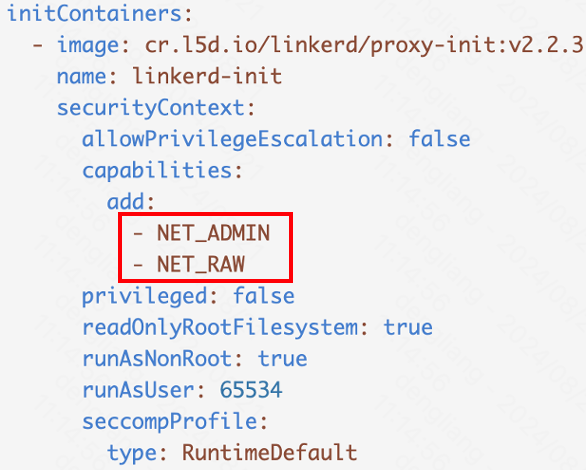 initContainers:
  - image: cr.l5d.io/linkerd/proxy-init:v2.2.3
    name: linkerd-init
    securityContext:
      allowPrivilegeEscalation: false
      capabilities:
        add:
          - NET_ADMIN
          - NET_RAW
      privileged: false
      readOnlyRootFilesystem: true
      runAsNonRoot: true
      runAsUser: 65534
      seccompProfile:
        type: RuntimeDefault